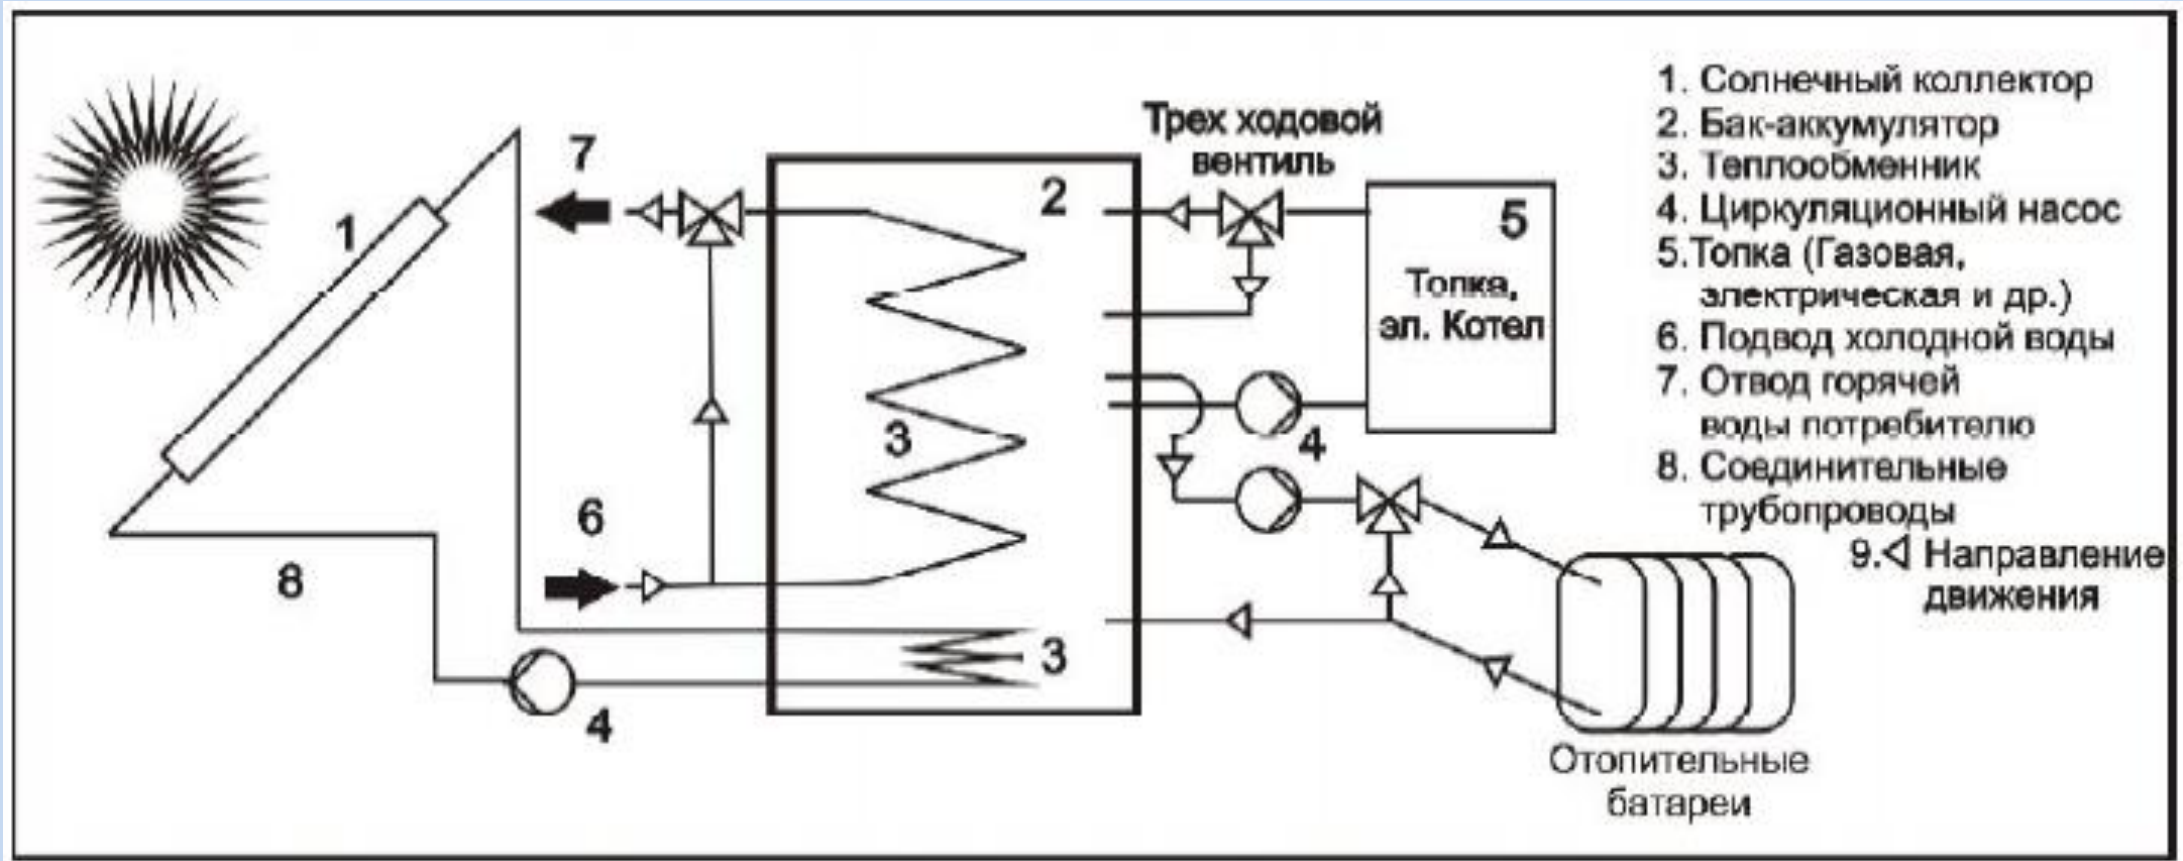 1
7
6
8
4
3
3
2
Трех ходовой
вентиль
5
Топка,
эл. Котел
4
Отопительные
батареи
1. Солнечный коллектор
2. Бак-аккумулятор
3. Теплообменник
4. Циркуляционный насос
5.Топка (Газовая,
электрическая и др.)
6. Подвод холодной воды
7. Отвод горячей
воды потребителю
8. Соединительные
трубопроводы
9. Направление
движения